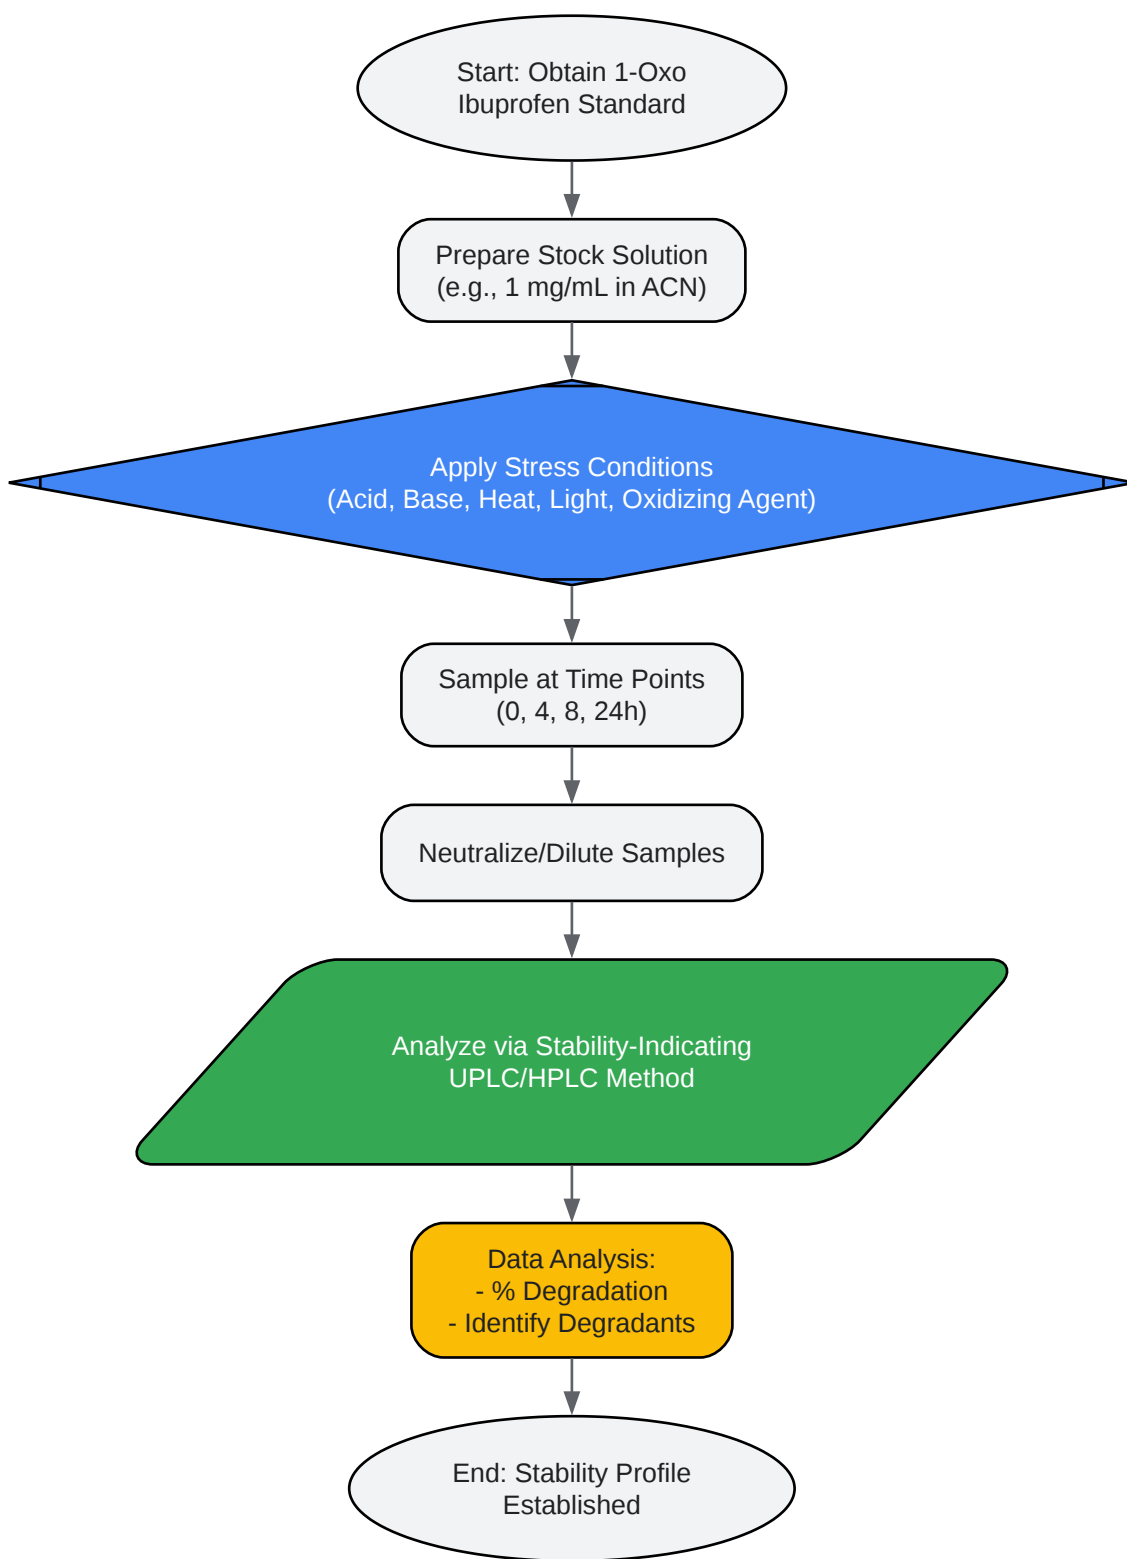 Start: Obtain 1-Oxo
Ibuprofen Standard
Prepare Stock Solution
(e.g., 1 mg/mL in ACN)
Apply Stress Conditions
(Acid, Base, Heat, Light, Oxidizing Agent)
Sample at Time Points
(0, 4, 8, 24h)
Neutralize/Dilute Samples
Analyze via Stability-Indicating
UPLC/HPLC Method
Data Analysis:
- % Degradation
- Identify Degradants
End: Stability Profile
Established